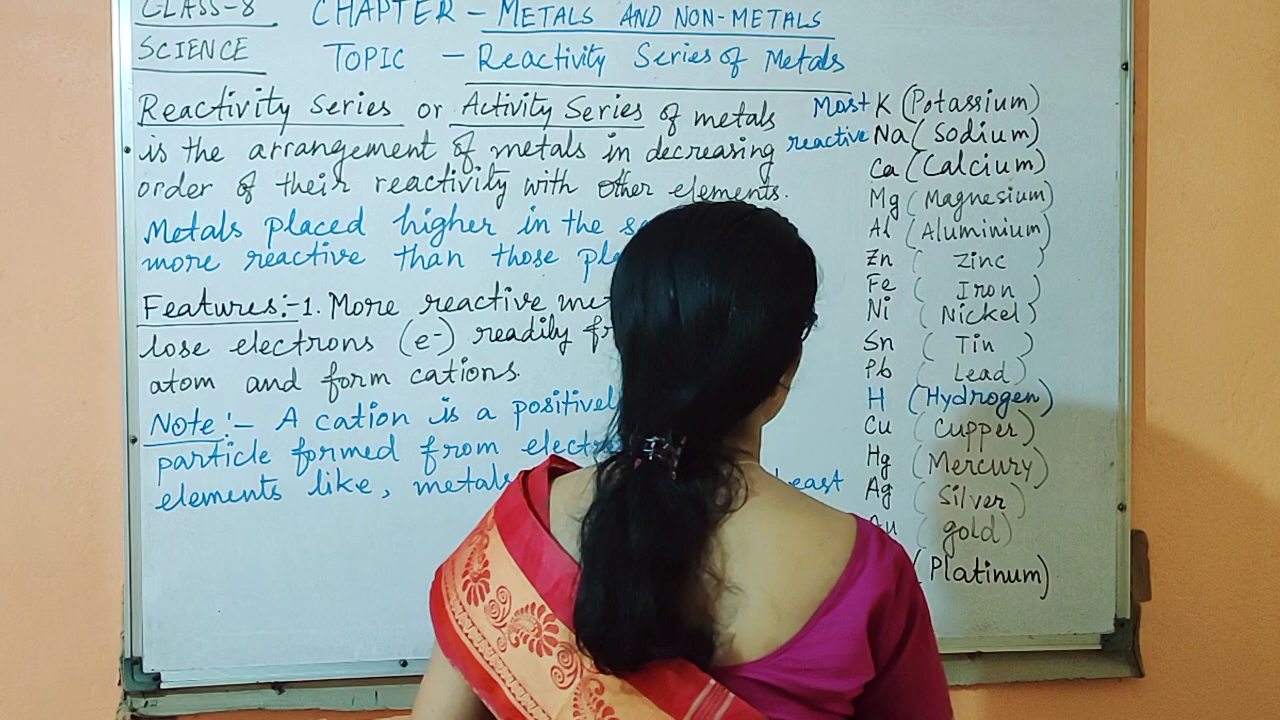 CLASS-8
CHAPTER - METALS AND NON-METALS
SCIENCE
TOPIC - Reactivity Series of Metals
Reactivity Series or Activity Series of metals
is the arrangement of metals in decreasing
order of their reactivity with other elements.
Metals placed higher in the
more reactive than those
Features:-1. More reactive
lose electrons (e-) readily
atom and form cations.
Note:- A cation is a
particle formed from
elements like, metals
Most
reactive
K (Potassium)
Na (Sodium)
Ca (Calcium)
Mg (Magnesium)
Al (Aluminium)
Zn ( Zinc )
Fe ( Iron )
Ni ( Nickel )
Sn ( Tin )
Pb ( Lead )
H (Hydrogen)
Cu (Cupper)
Hg (Mercury)
Ag ( Silver )
( gold )
(Platinum)